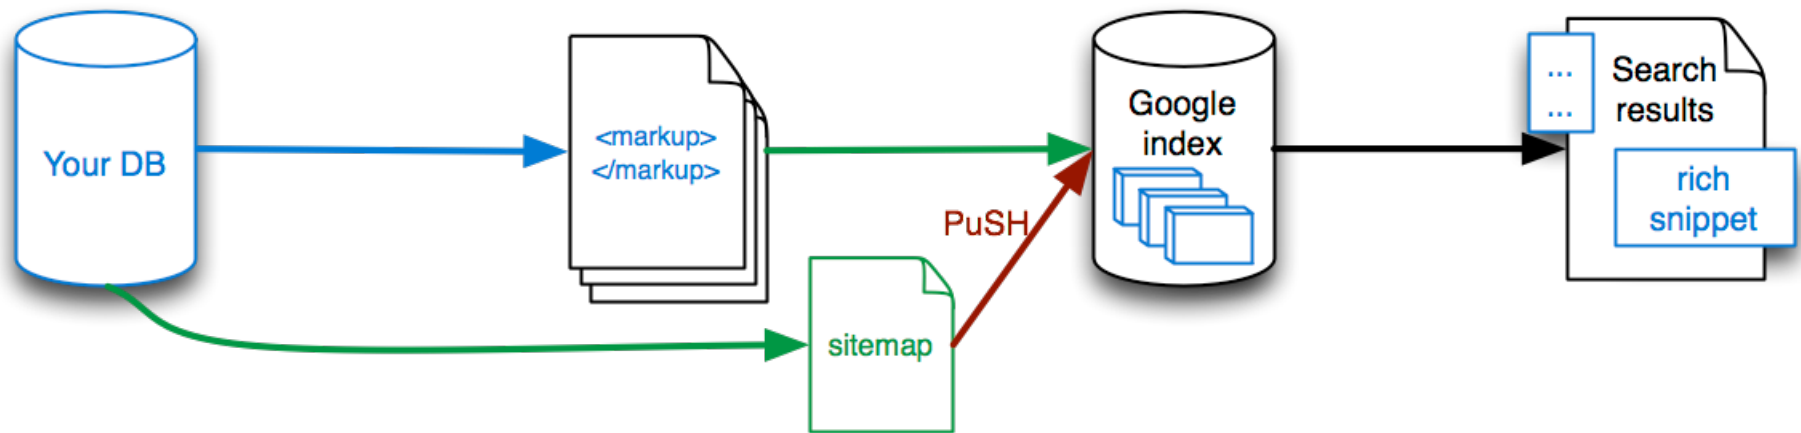 Your DB
<markup>
</markup>
PuSH
sitemap
Google
index
...
...
Search
results
rich
snippet